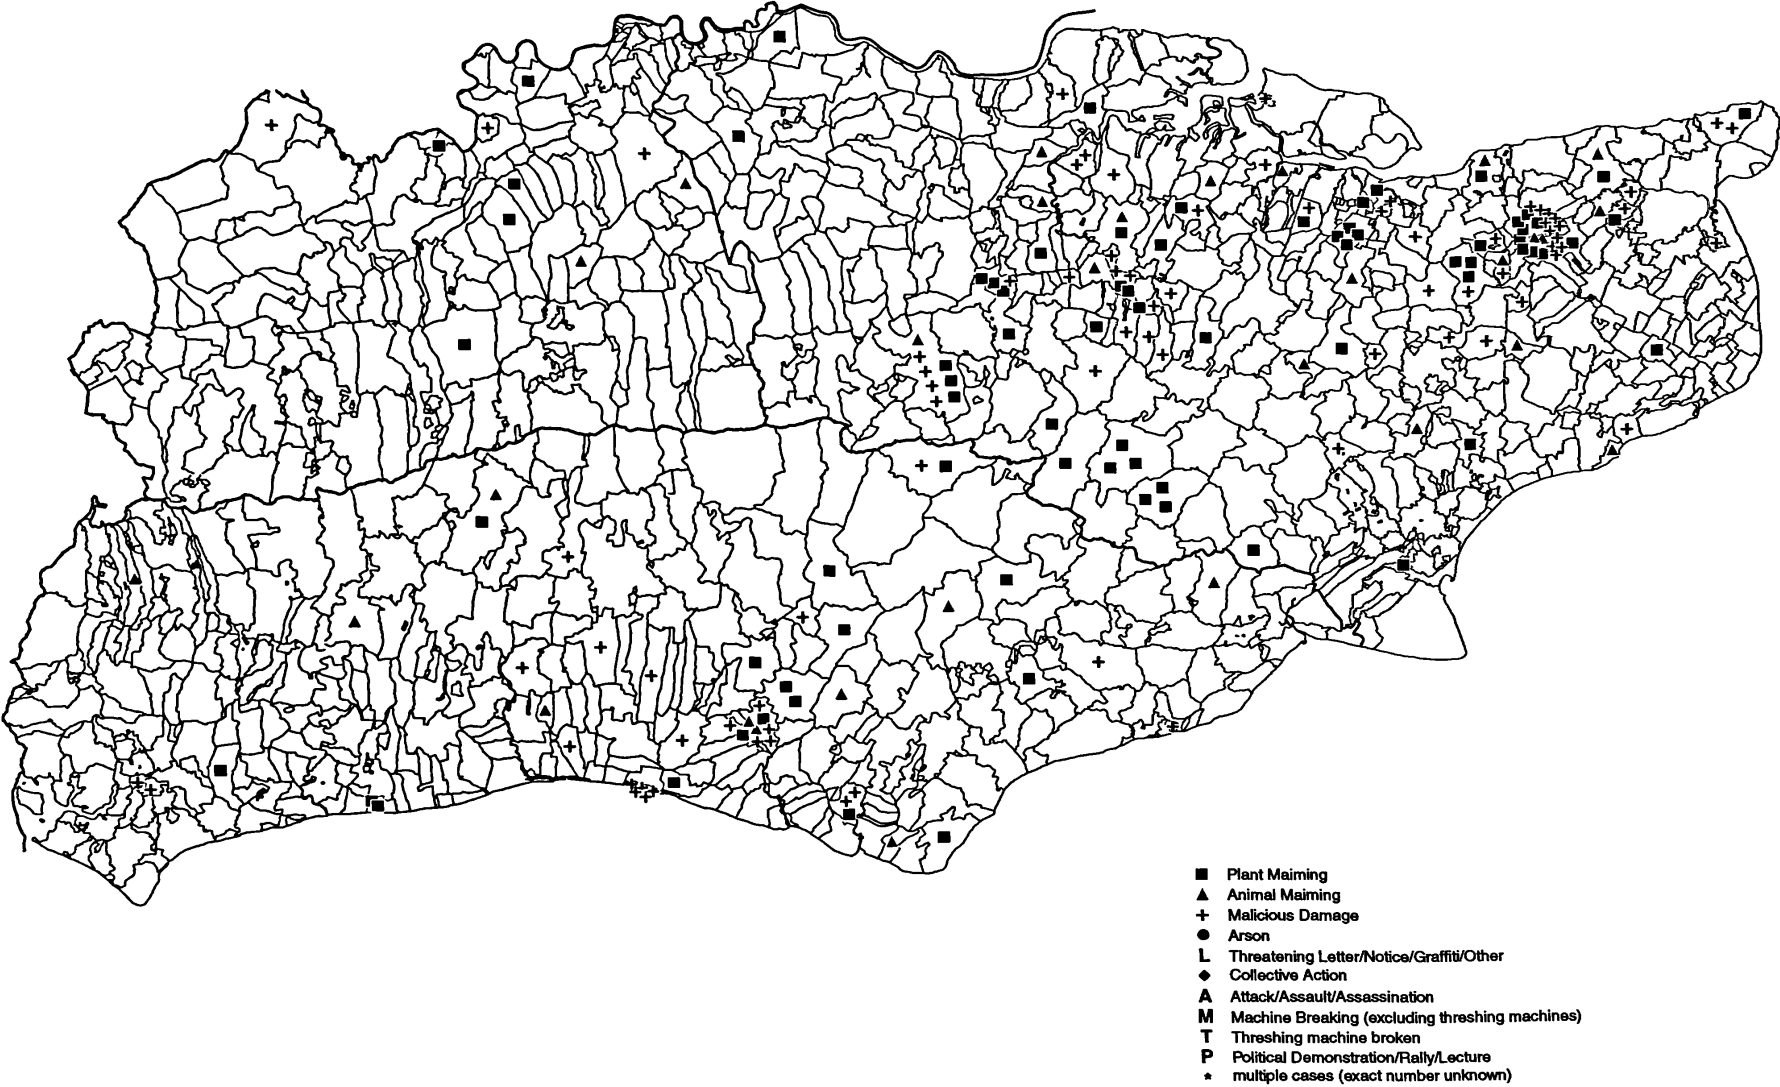 Plant Maiming
Animal Maiming
Malicious Damage
Arson
L Threatening Letter/Notice/Graffiti/Other
Collective Action
A Attack/Assault/Assassination
M Machine Breaking (excluding threshing machines)
T Threshing machine broken
P Political Demonstration/Rally/Lecture
* multiple cases (exact number unknown)